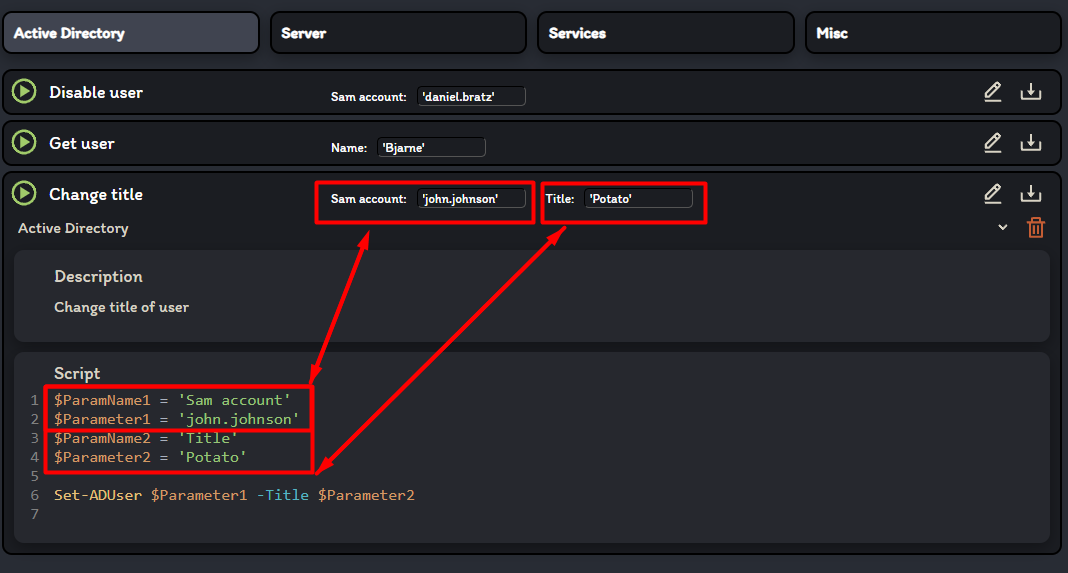 Active Directory Server Services Misc
Disable user Sam account: 'daniel.bratz'
Get user Name: 'Bjarne'
Change title Sam account: 'john.johnson' Title: 'Potato'
Active Directory
Description
Change title of user
Script
1 $ParamName1 = 'Sam account'
2 $Parameter1 = 'john.johnson'
3 $ParamName2 = 'Title'
4 $Parameter2 = 'Potato'
5
6 Set-ADUser $Parameter1 -Title $Parameter2
7